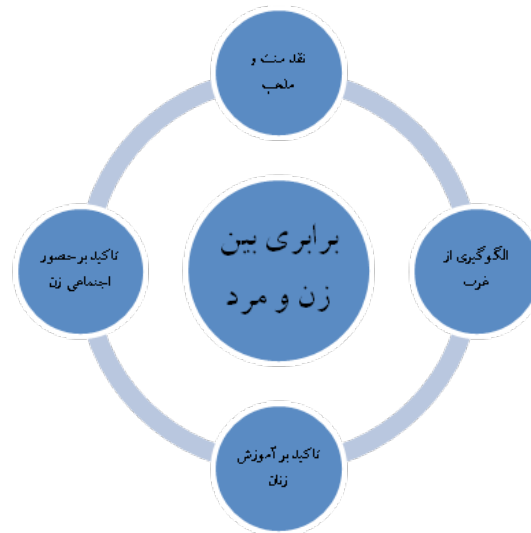 نقد سنت و
مذهب
برابری بین
زن و مرد
الگوگیری از
غرب
تاکید بر حضور
اجتماعی زن
تاکید بر آموزش
زنان